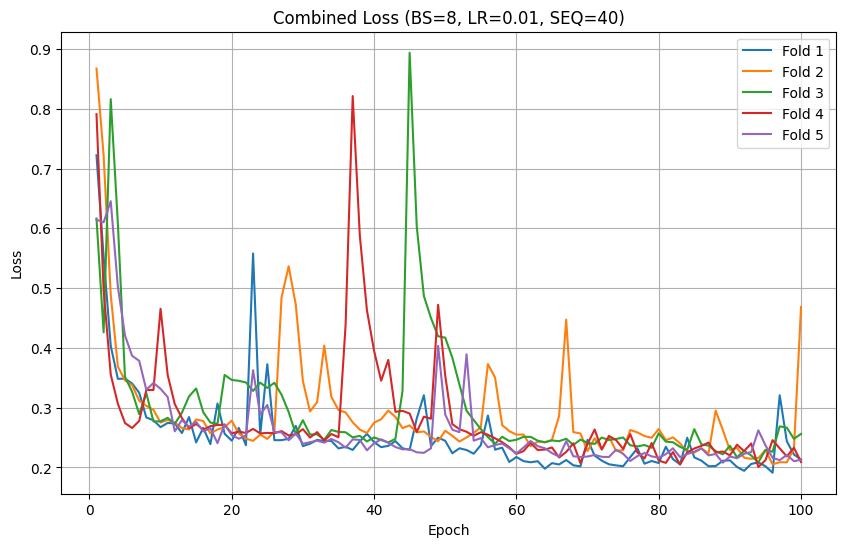 Combined Loss (BS=8, LR=0.01, SEQ=40)
Fold 1
Fold 2
Fold 3
Fold 4
Fold 5
Loss
0.9
0.8
0.7
0.6
0.5
0.4
0.3
0.2
0 20 40 60 80 100
Epoch